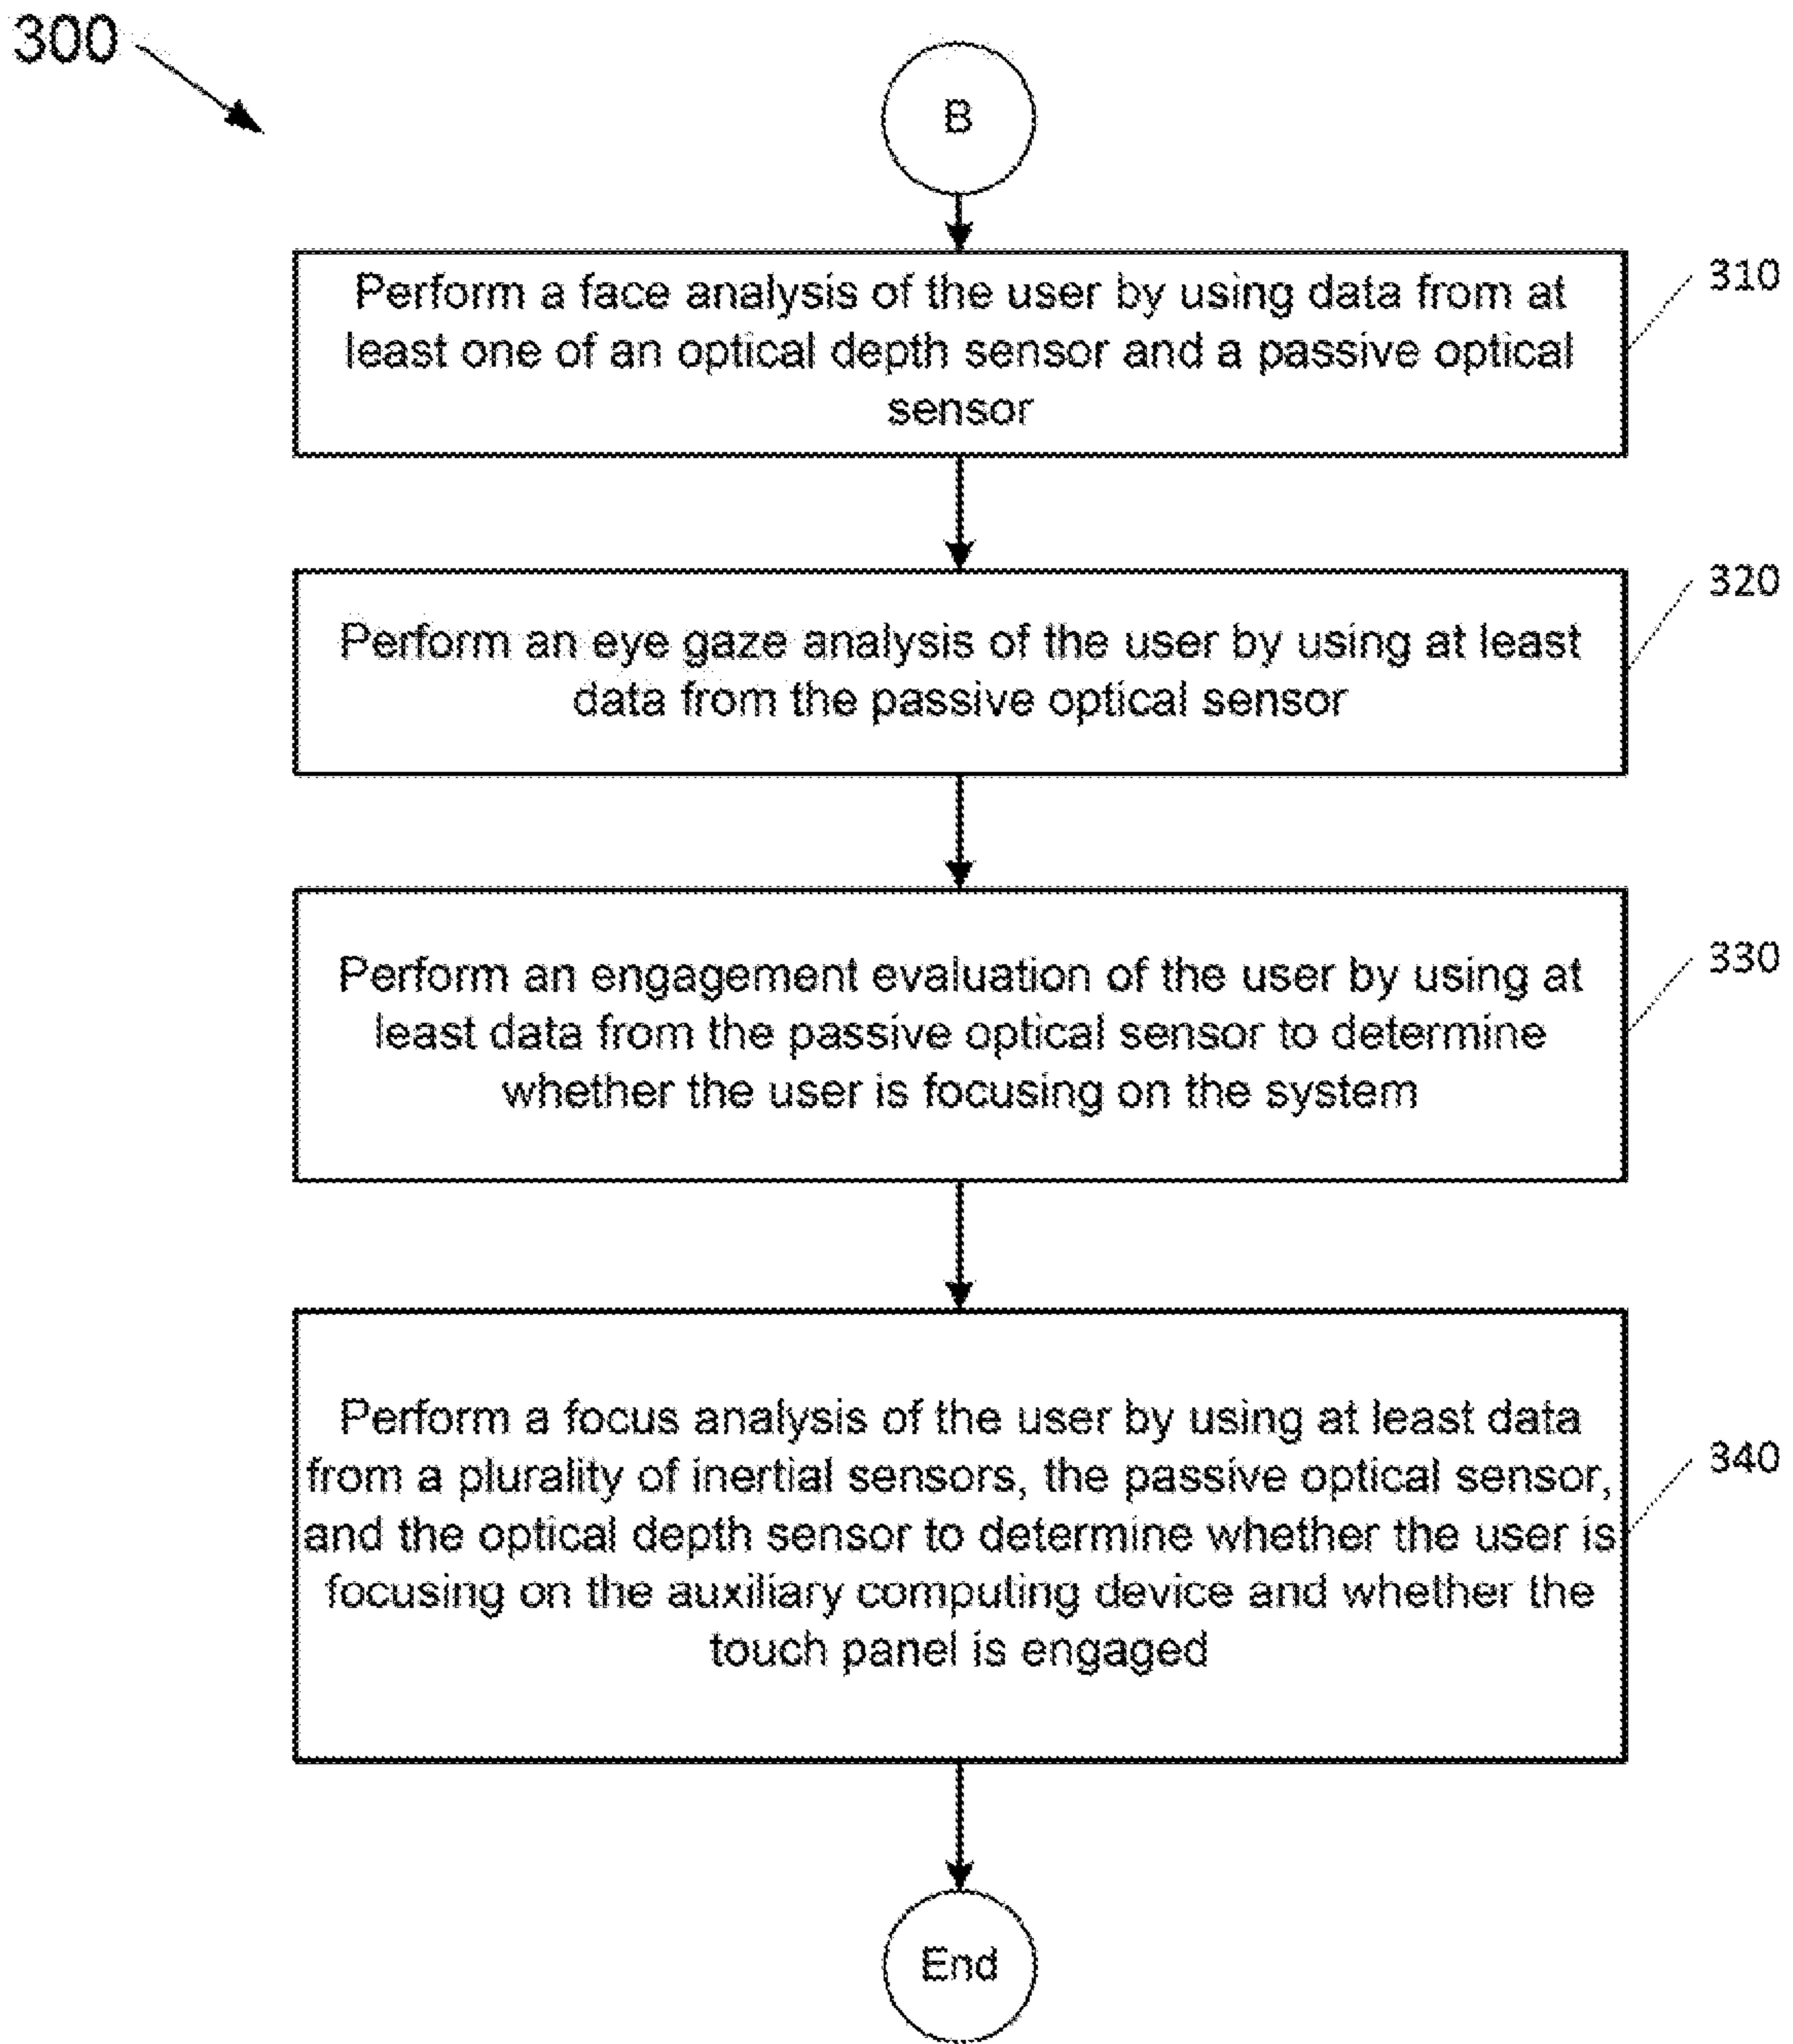 300
B
Perform a face analysis of the user by using data from at
least one of an optical depth sensor and a passive optical
sensor
310
Perform an eye gaze analysis of the user by using at least
data from the passive optical sensor
320
Perform an engagement evaluation of the user by using at
least data from the passive optical sensor to determine
whether the user is focusing on the system
330
Perform a focus analysis of the user by using at least data
from a plurality of inertial sensors, the passive optical sensor,
and the optical depth sensor to determine whether the user is
focusing on the auxiliary computing device and whether the
touch panel is engaged
340
End